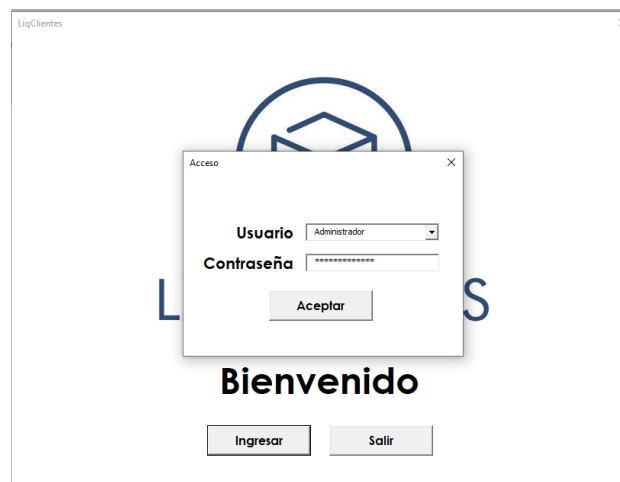 LiqClientes
Acceso
Usuario
Administrador
Contraseña
*************
Aceptar
L
S
Bienvenido
Ingresar
Salir